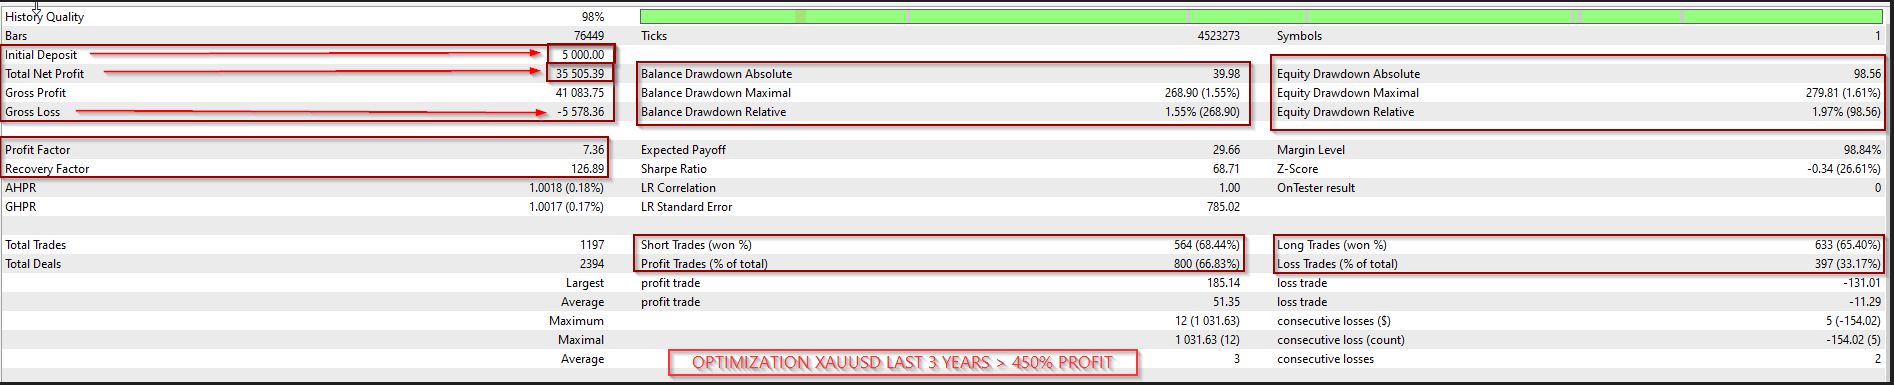 History Quality 98%
Bars 76449 Ticks 4523273 Symbols 1
Initial Deposit 5 000.00
Total Net Profit 35 505.39 Balance Drawdown Absolute 39.98 Equity Drawdown Absolute 98.56
Gross Profit 41 083.75 Balance Drawdown Maximal 268.90 (1.55%) Equity Drawdown Maximal 279.81 (1.61%)
Gross Loss -5 578.36 Balance Drawdown Relative 1.55% (268.90) Equity Drawdown Relative 1.97% (98.56)
Profit Factor 7.36 Expected Payoff 29.66 Margin Level 98.84%
Recovery Factor 126.89 Sharpe Ratio 68.71 Z-Score -0.34 (26.61%)
AHPR 1.0018 (0.18%) LR Correlation 1.00 OnTester result 0
GHPR 1.0017 (0.17%) LR Standard Error 785.02
Total Trades 1197 Short Trades (won %) 564 (68.44%) Long Trades (won %) 633 (65.40%)
Total Deals 2394 Profit Trades (% of total) 800 (66.83%) Loss Trades (% of total) 397 (33.17%)
Largest profit trade 185.14 loss trade -131.01
Average profit trade 51.35 loss trade -11.29
Maximum 12 (1 031.63) consecutive losses ($) 5 (-154.02)
Maximal 1 031.63 (12) consecutive loss (count) -154.02 (5)
Average OPTIMIZATION XAUUSD LAST 3 YEARS > 450% PROFIT 3 consecutive losses 2